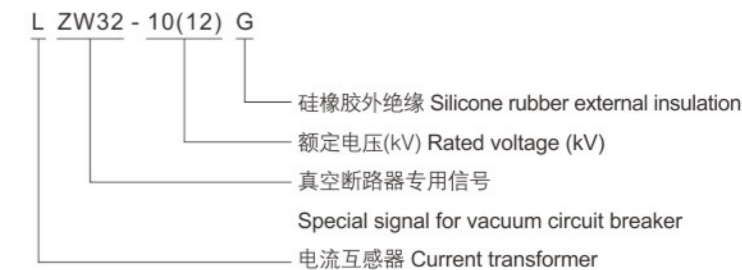 L ZW32 - 10(12) G
硅橡胶外绝缘 Silicone rubber external insulation
额定电压(kV) Rated voltage (kV)
真空断路器专用信号
Special signal for vacuum circuit breaker
电流互感器 Current transformer